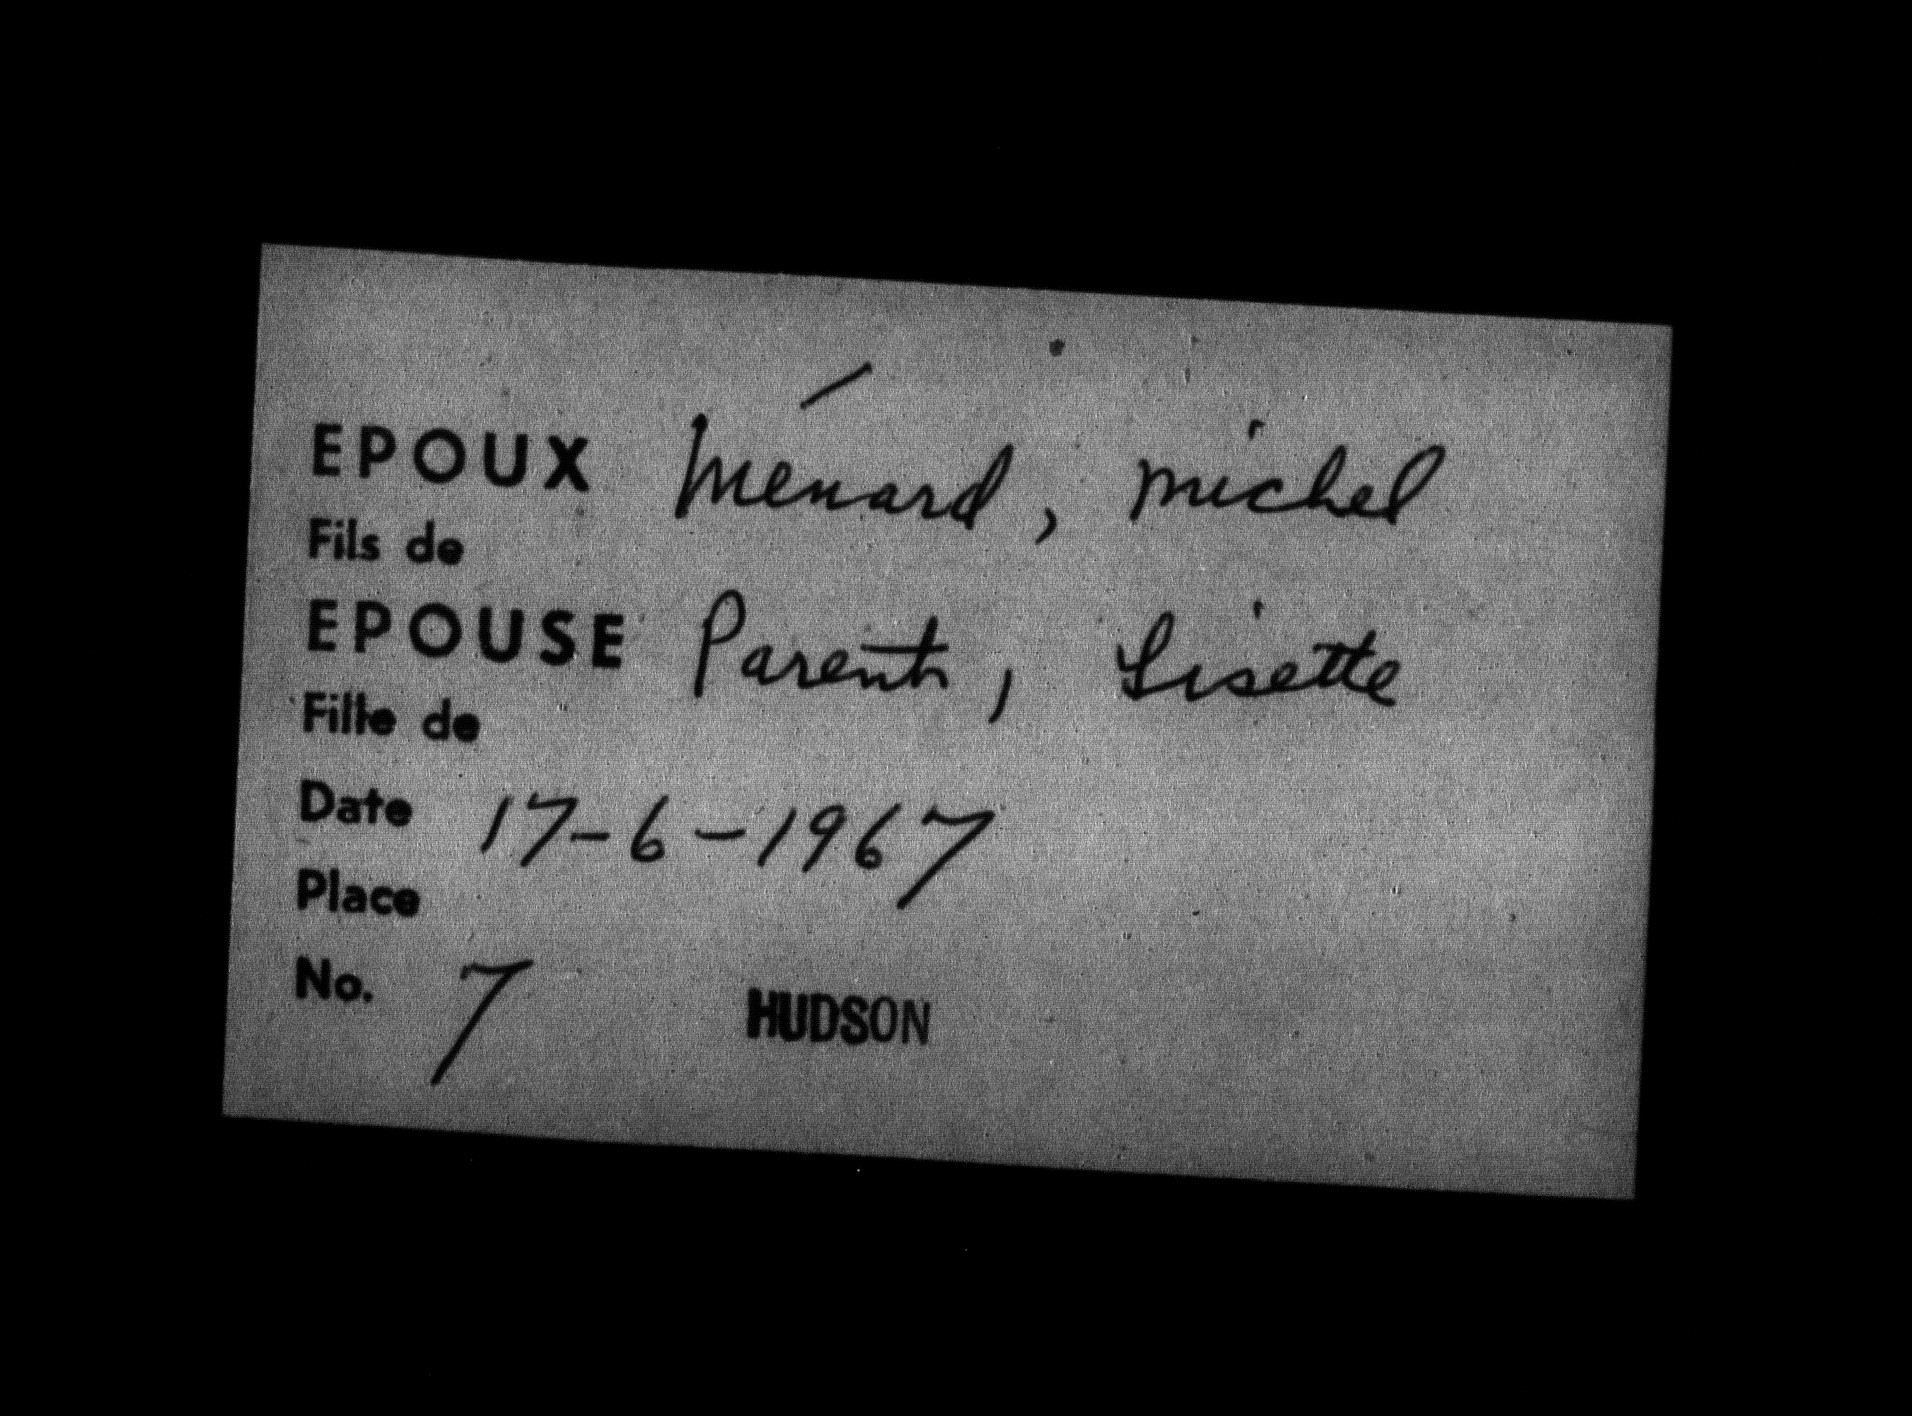 EPOUX Ménard, Michel
Fils de
EPOUSE Parent, Lisette
Fille de
Date 17-6-1967
Place
No. 7 HUDSON